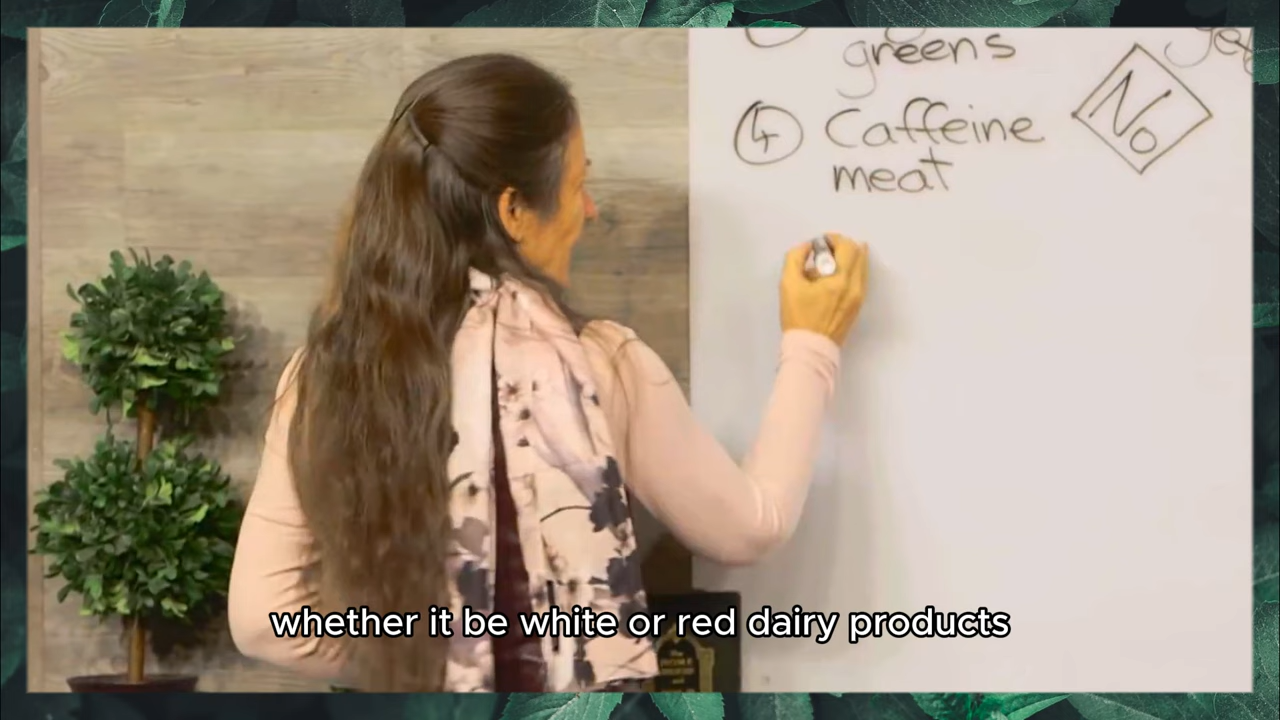 greens
④ Caffeine
meat
No
whether it be white or red dairy products